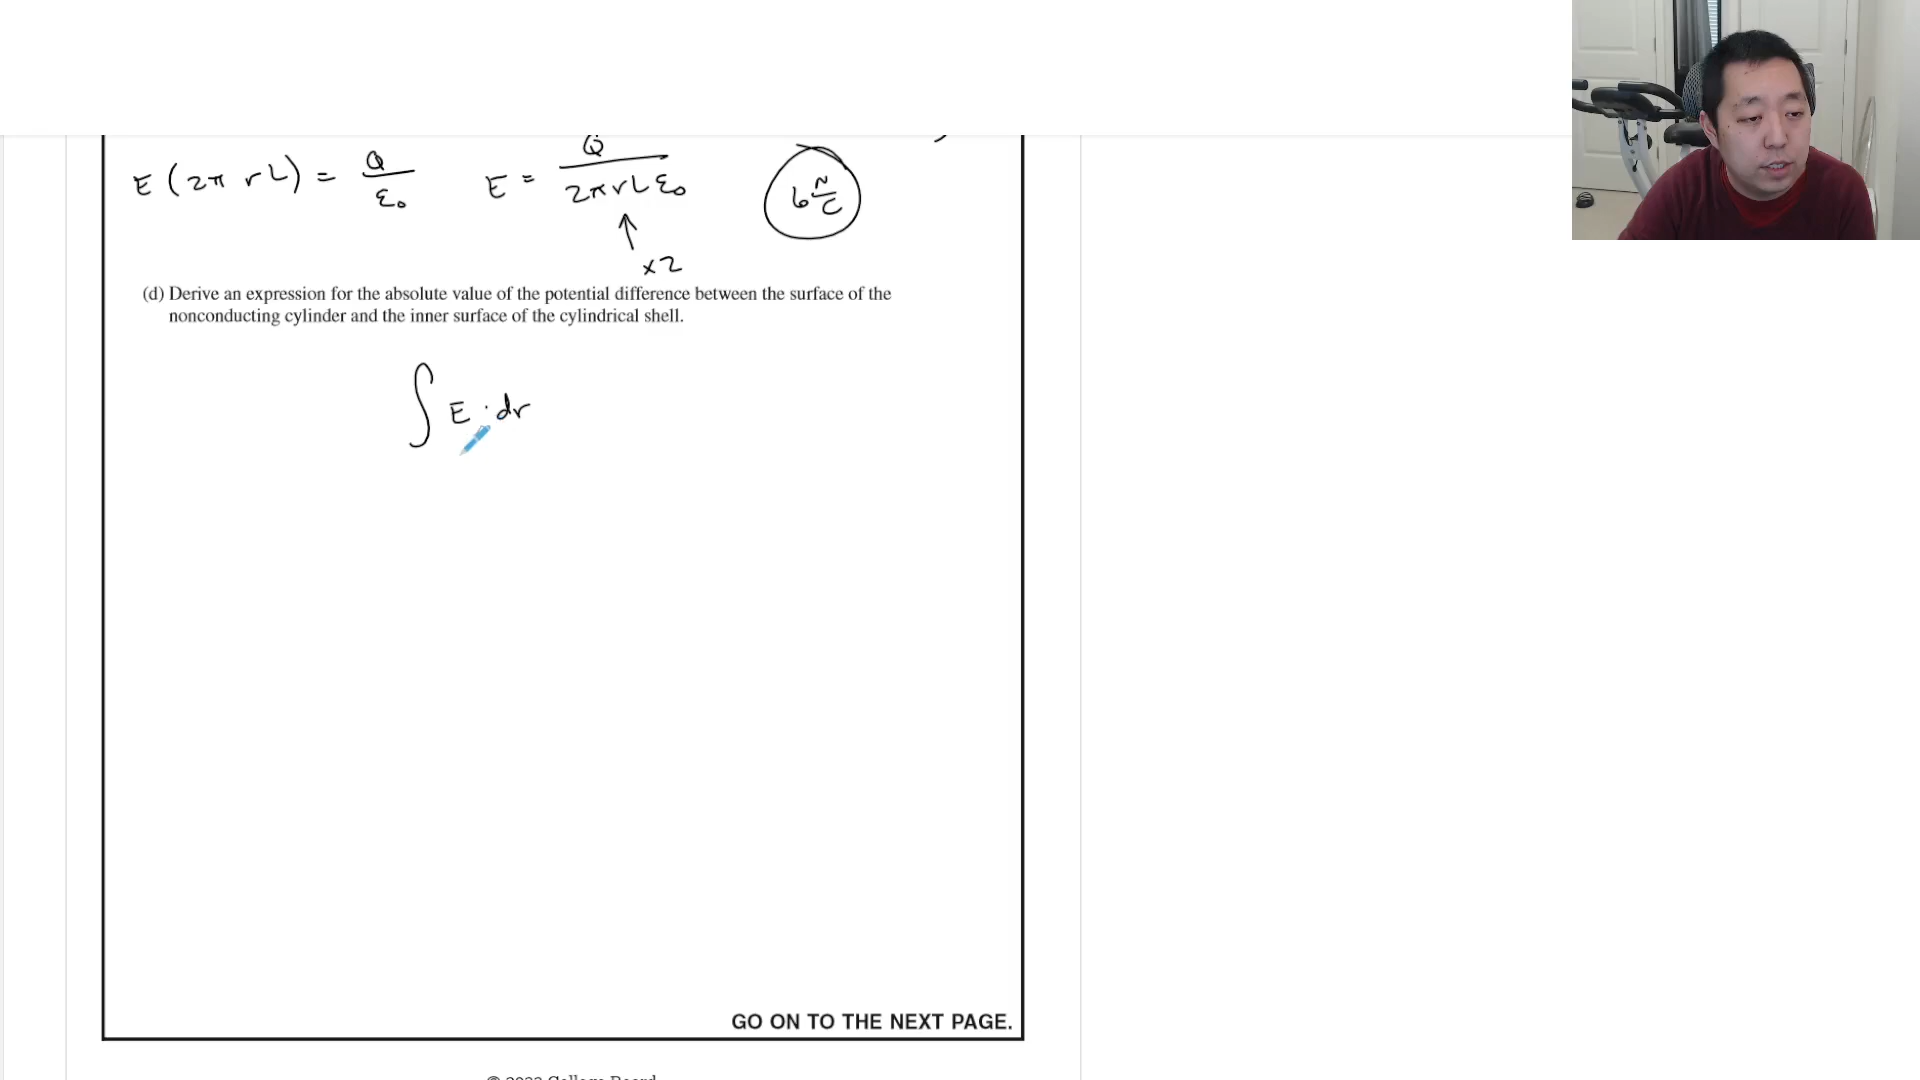 E (2π r L) = Q / ε₀   E = Q / 2π r L ε₀   6 N/C
↑
x2
(d) Derive an expression for the absolute value of the potential difference between the surface of the
nonconducting cylinder and the inner surface of the cylindrical shell.
∫ E · dr
GO ON TO THE NEXT PAGE.